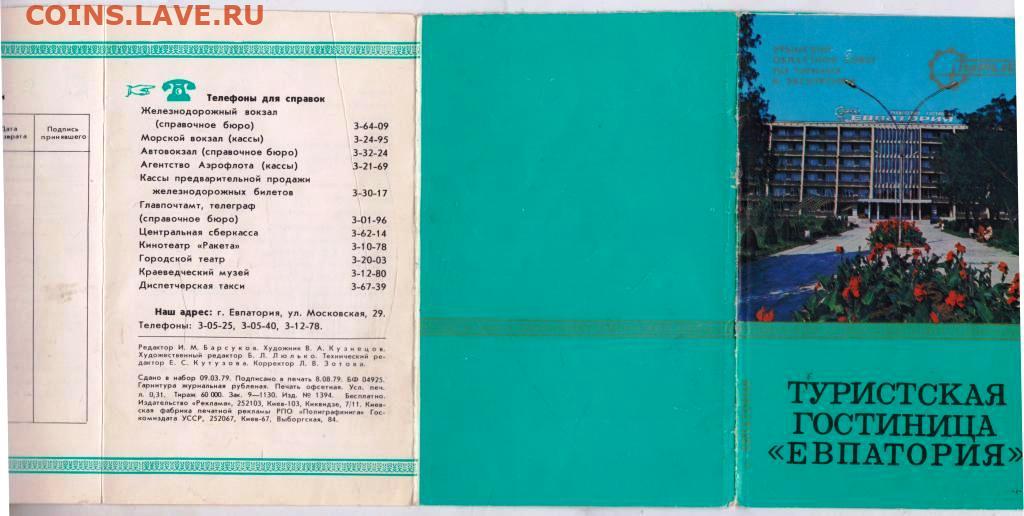 COINS.LAVE.РУ
Дата
Подпись
принявшего
Телефоны для справок
Железнодорожный вокзал
(справочное бюро) 3-64-09
Морской вокзал (кассы) 3-24-95
Автовокзал (справочное бюро) 3-32-24
Агентство Аэрофлота (кассы) 3-21-69
Кассы предварительной продажи
железнодорожных билетов 3-30-17
Главпочтамт, телеграф
(справочное бюро) 3-01-96
Центральная сберкасса 3-62-14
Кинотеатр «Ракета» 3-10-78
Городской театр 3-20-03
Краеведческий музей 3-12-80
Диспетчерская такси 3-67-39
Наш адрес: г. Евпатория, ул. Московская, 29.
Телефоны: 3-05-25, 3-05-40, 3-12-78.
Редактор И. М. Барсуков. Художник В. А. Кузнецов.
Художественный редактор Б. Л. Люлько. Технический ре-
дактор Е. С. Кутузова. Корректор Л. В. Зотова.
Сдано в набор 09.03.79. Подписано в печать 8.08.79. БФ 04925.
Гарнитура журнальная рубленая. Печать офсетная. Усл. печ.
л. 0,31. Тираж 60 000. Зак. 9—1130. Изд. № 1394. Бесплатно.
Издательство «Реклама», 252103, Киев-103, Киквидзе, 7/11. Киев-
ская фабрика печатной рекламы РПО «Полиграфкнига» Гос-
комиздата УССР, 252067, Киев-67, Выборгская, 84.
КРЫМСКИЙ
ОБЛАСТНОЙ СОВЕТ
ПО ТУРИЗМУ
И ЭКСКУРСИЯМ
ЕВПАТОРИЯ
ТУРИСТСКАЯ
ГОСТИНИЦА
«ЕВПАТОРИЯ»